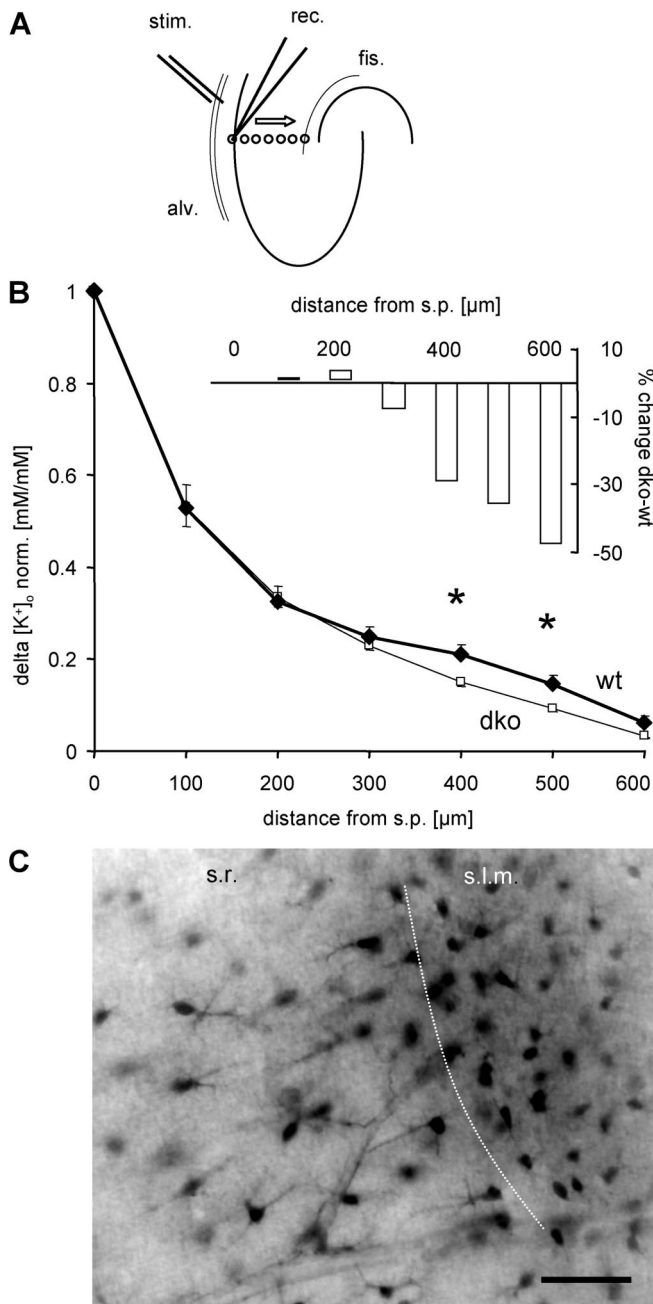 A
stim.
rec.
fis.
alv.
B
distance from s.p. [µm]
0 200 400 600
10
-10
-30
-50
% change dko-wt
1
0.8
0.6
0.4
0.2
0
delta [K⁺]ₒ norm. [mM/mM]
* *
wt
dko
0 100 200 300 400 500 600
distance from s.p. [µm]
C
s.r.
s.l.m.